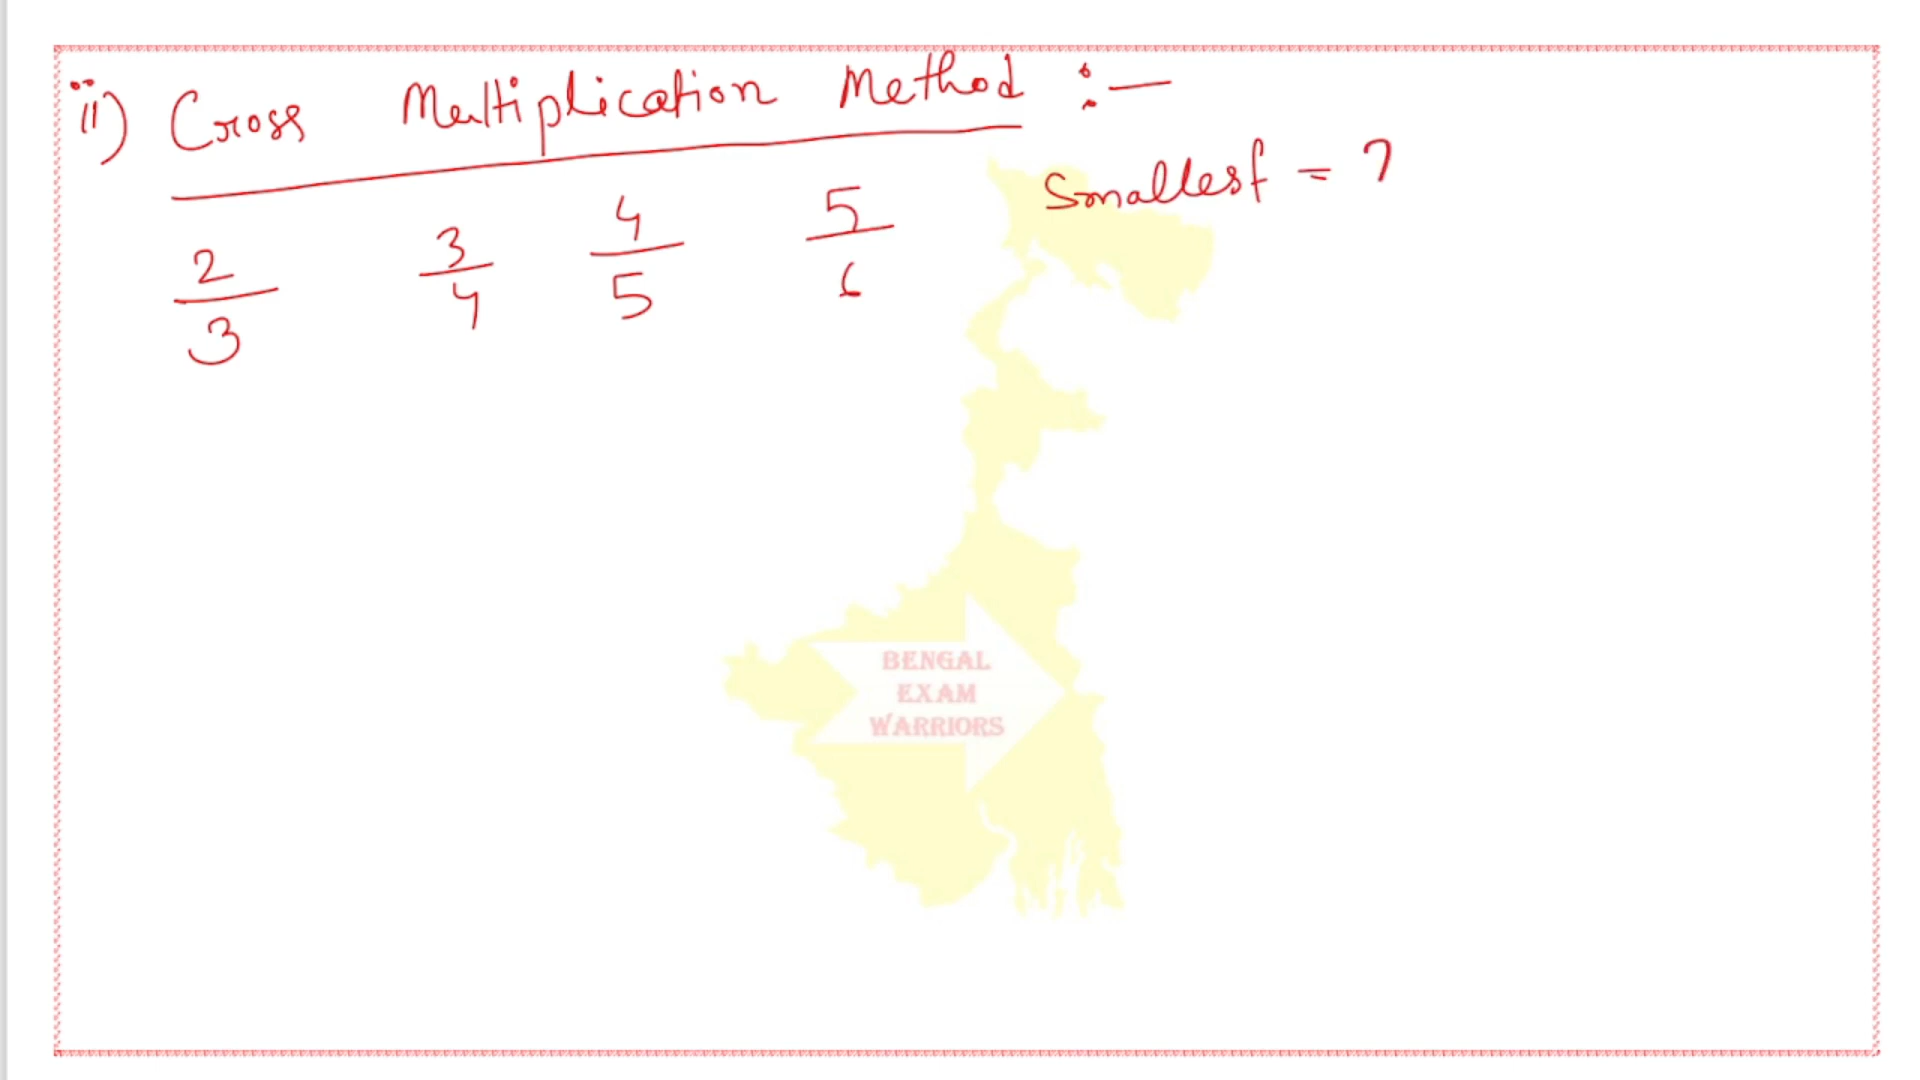 ii) Cross Multiplication Method :-
Smallest = ?
2/3 3/4 4/5 5/6
BENGAL
EXAM
WARRIORS